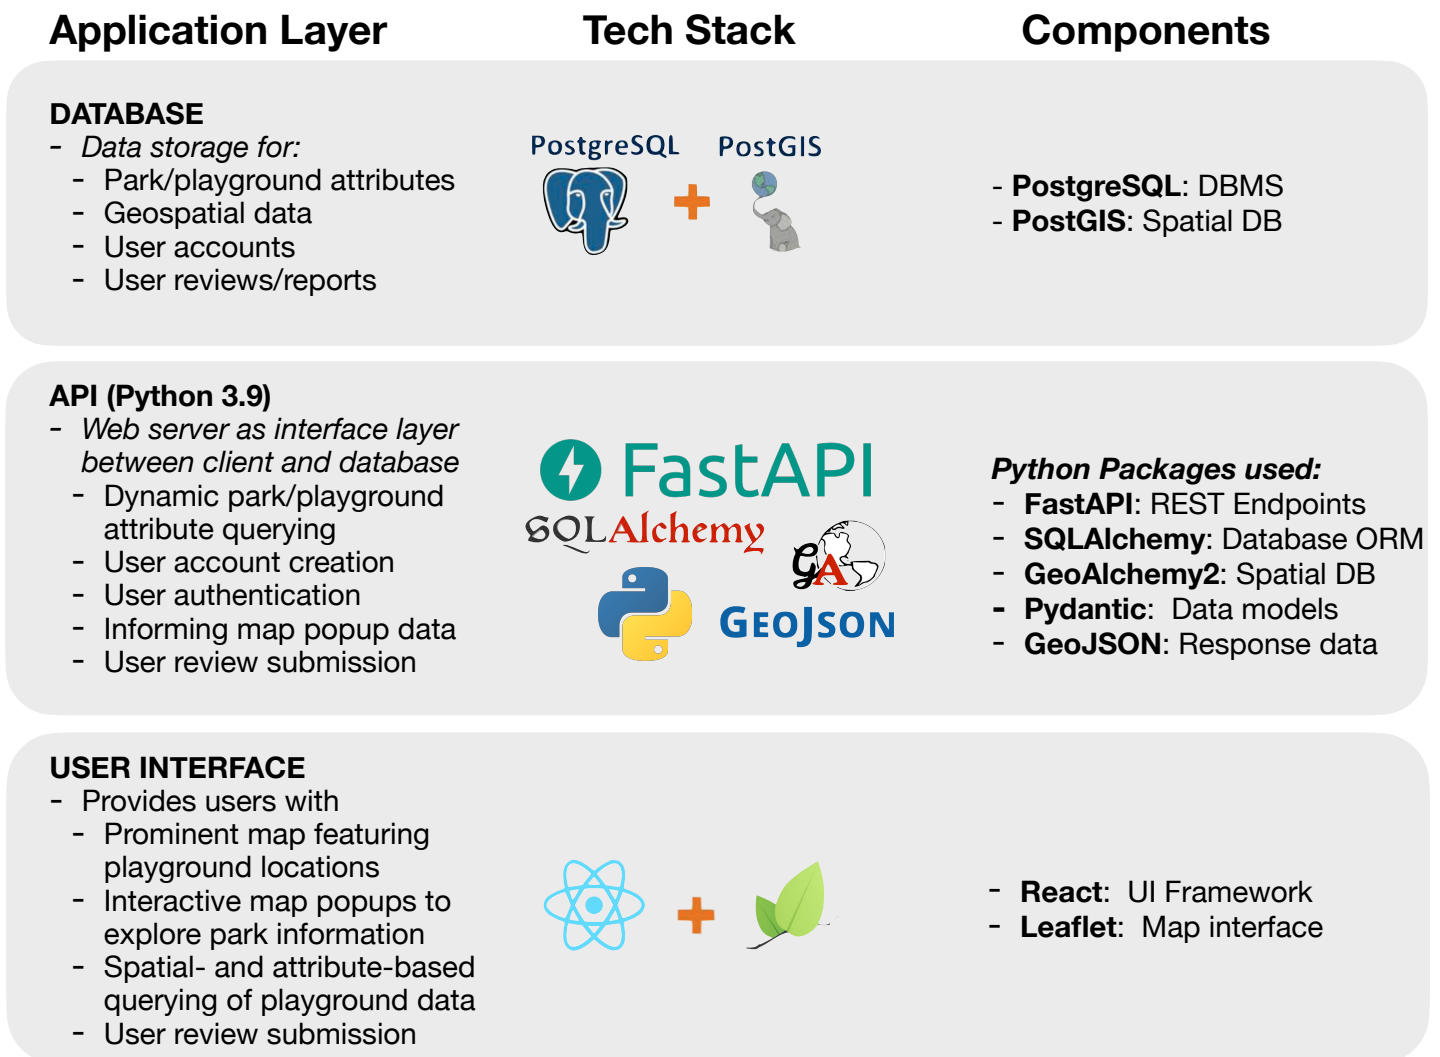 Application Layer
Tech Stack
Components
DATABASE
- Data storage for:
- Park/playground attributes
- Geospatial data
- User accounts
- User reviews/reports
PostgreSQL
PostGIS
- PostgreSQL: DBMS
- PostGIS: Spatial DB
API (Python 3.9)
- Web server as interface layer
between client and database
- Dynamic park/playground
attribute querying
- User account creation
- User authentication
- Informing map popup data
- User review submission
FastAPI
SQLAlchemy
GA
GEOJSON
Python Packages used:
- FastAPI: REST Endpoints
- SQLAlchemy: Database ORM
- GeoAlchemy2: Spatial DB
- Pydantic: Data models
- GeoJSON: Response data
USER INTERFACE
- Provides users with
- Prominent map featuring
playground locations
- Interactive map popups to
explore park information
- Spatial- and attribute-based
querying of playground data
- User review submission
- React: UI Framework
- Leaflet: Map interface